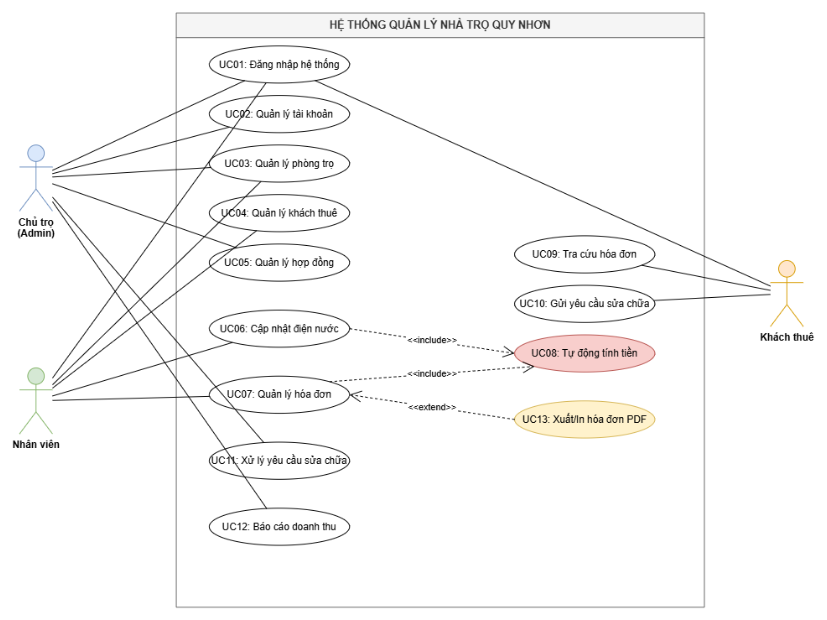 HỆ THỐNG QUẢN LÝ NHÀ TRỌ QUY NHƠN
UC01: Đăng nhập hệ thống
UC02: Quản lý tài khoản
UC03: Quản lý phòng trọ
UC04: Quản lý khách thuê
UC05: Quản lý hợp đồng
UC06: Cập nhật điện nước
UC07: Quản lý hóa đơn
UC11: Xử lý yêu cầu sửa chữa
UC12: Báo cáo doanh thu
Chủ trọ
(Admin)
Nhân viên
<<include>>
<<include>>
<<extend>>
UC09: Tra cứu hóa đơn
UC10: Gửi yêu cầu sửa chữa
UC08: Tự động tính tiền
UC13: Xuất/In hóa đơn PDF
Khách thuê